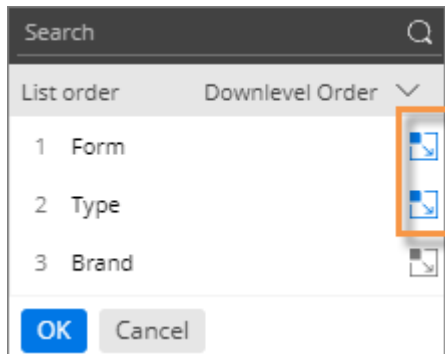 Search
List order Downlevel Order
1 Form
2 Type
3 Brand
OK Cancel